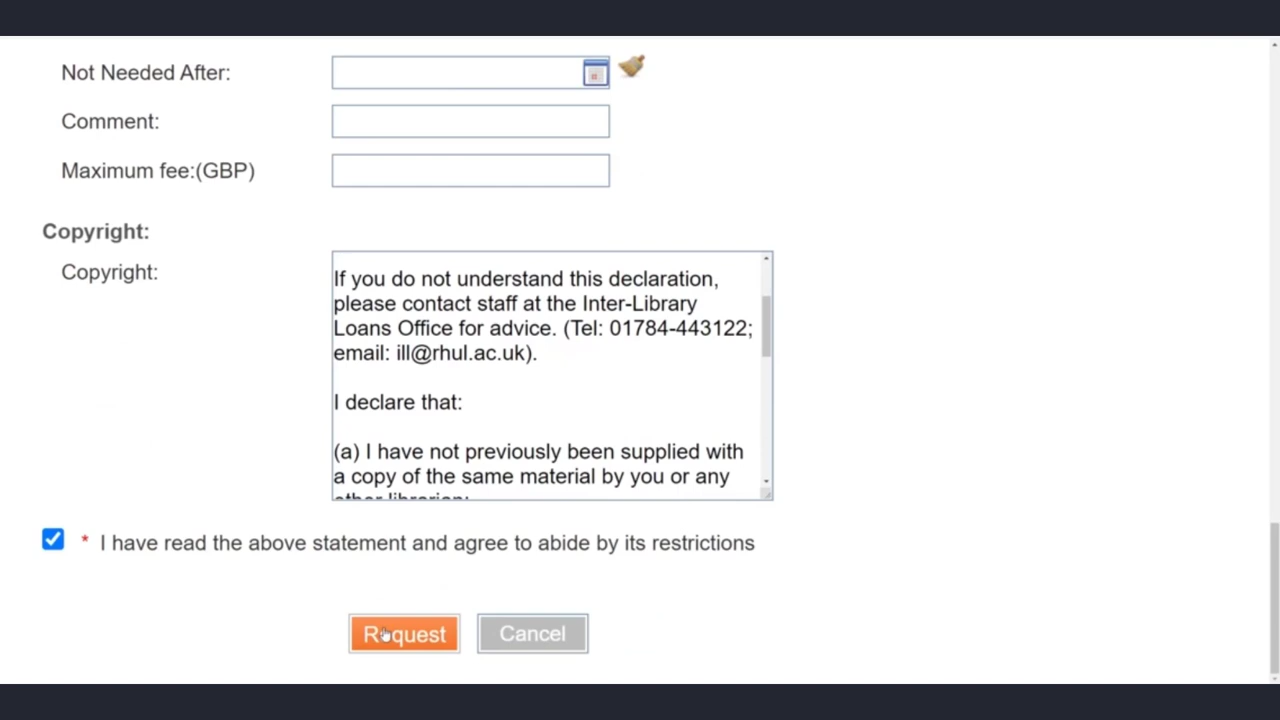 Not Needed After:
Comment:
Maximum fee:(GBP)
Copyright:
Copyright:
If you do not understand this declaration,
please contact staff at the Inter-Library
Loans Office for advice. (Tel: 01784-443122;
email: ill@rhul.ac.uk).
I declare that:
(a) I have not previously been supplied with
a copy of the same material by you or any
other librarian;
* I have read the above statement and agree to abide by its restrictions
Request Cancel